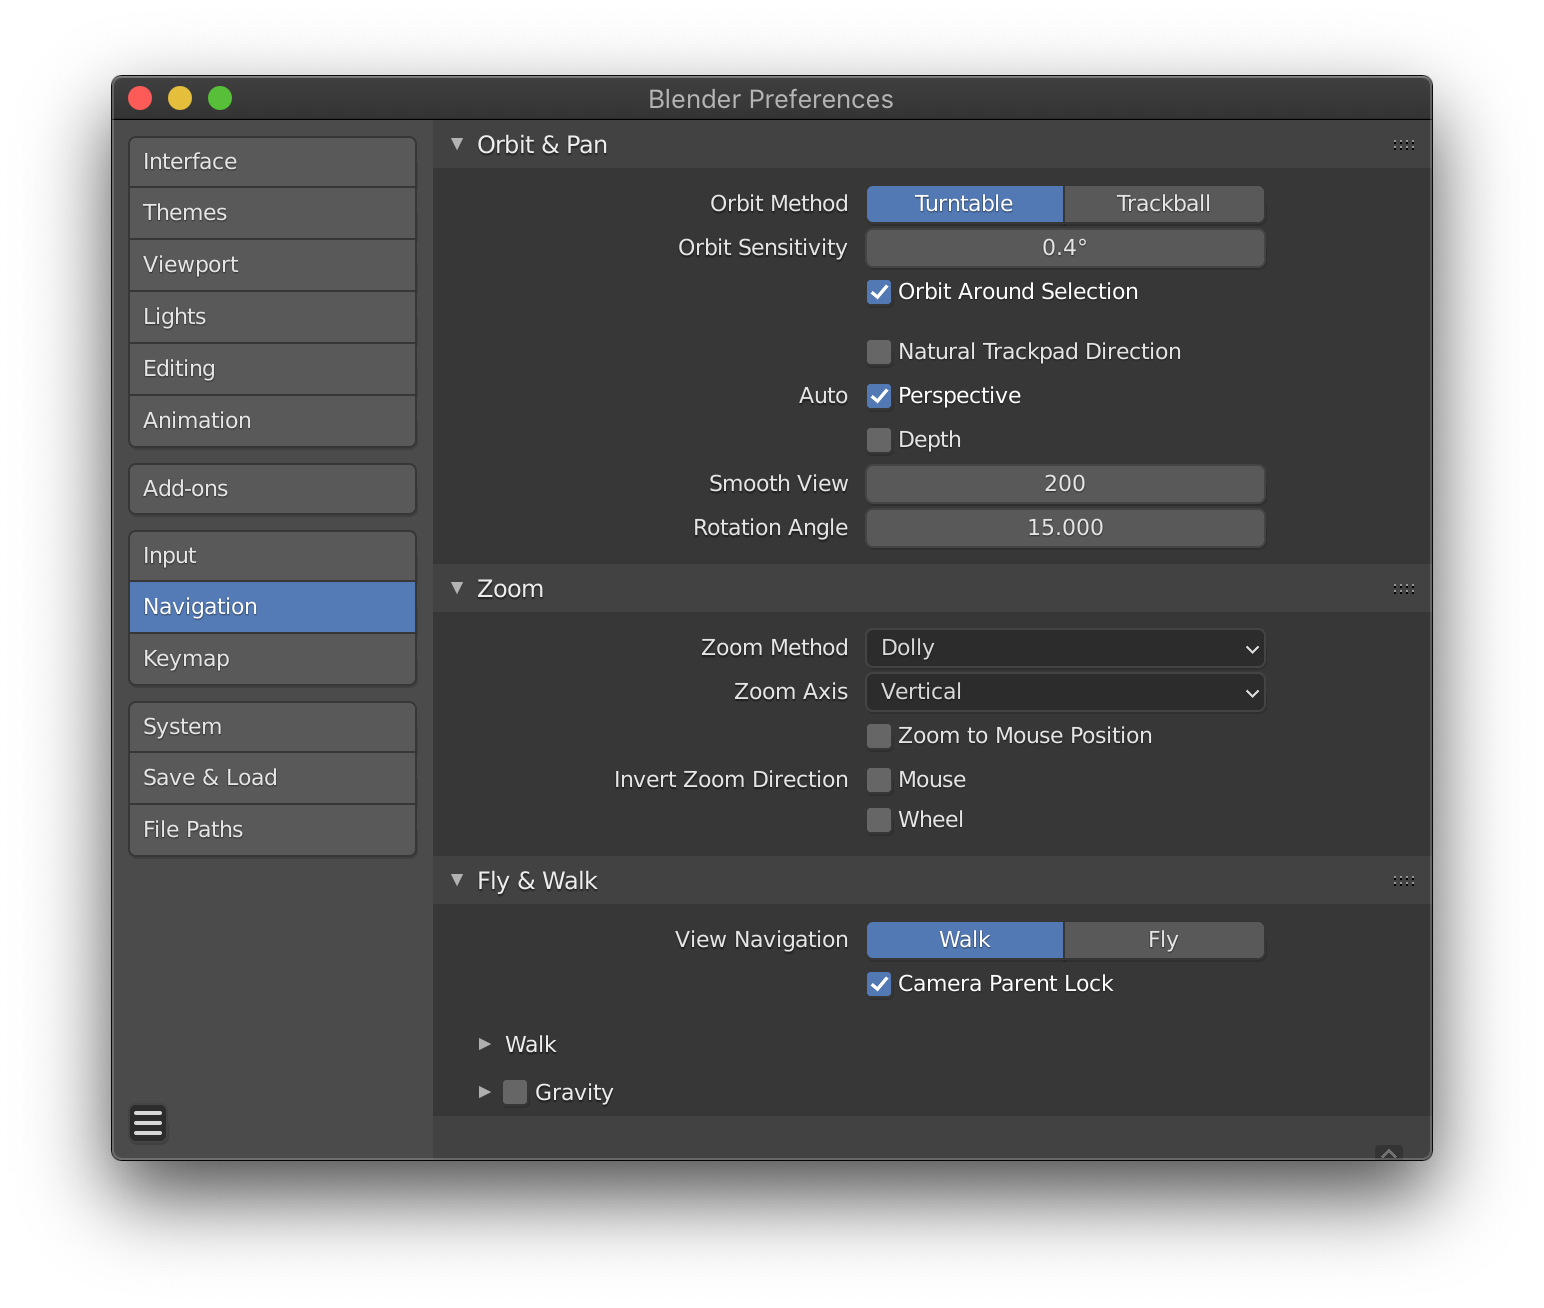 Blender Preferences
Interface
Themes
Viewport
Lights
Editing
Animation
Add-ons
Input
Navigation
Keymap
System
Save & Load
File Paths
Orbit & Pan
Orbit Method Turntable Trackball
Orbit Sensitivity 0.4°
Orbit Around Selection
Natural Trackpad Direction
Auto Perspective
Depth
Smooth View 200
Rotation Angle 15.000
Zoom
Zoom Method Dolly
Zoom Axis Vertical
Zoom to Mouse Position
Invert Zoom Direction Mouse
Wheel
Fly & Walk
View Navigation Walk Fly
Camera Parent Lock
Walk
Gravity